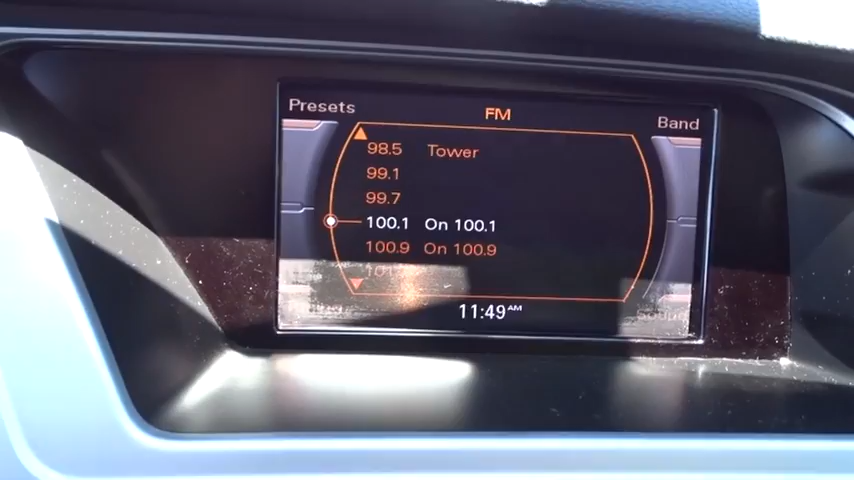 Presets
FM
Band
98.5 Tower
99.1
99.7
100.1 On 100.1
100.9 On 100.9
11:49 AM
Sound